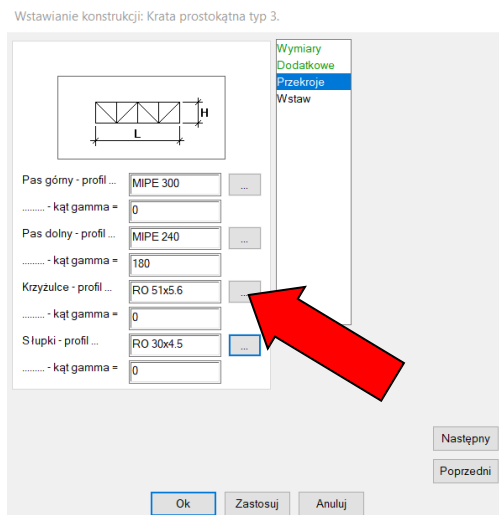 Wstawianie konstrukcji: Krata prostokątna typ 3.
Wymiary
Dodatkowe
Przekroje
Wstaw
H
L
Pas górny - profil ... MIPE 300 ...
......... - kąt gamma = 0
Pas dolny - profil ... MIPE 240 ...
......... - kąt gamma = 180
Krzyżulce - profil ... RO 51x5.6 ...
......... - kąt gamma = 0
Słupki - profil ... RO 30x4.5 ...
......... - kąt gamma = 0
Następny
Poprzedni
Ok Zastosuj Anuluj